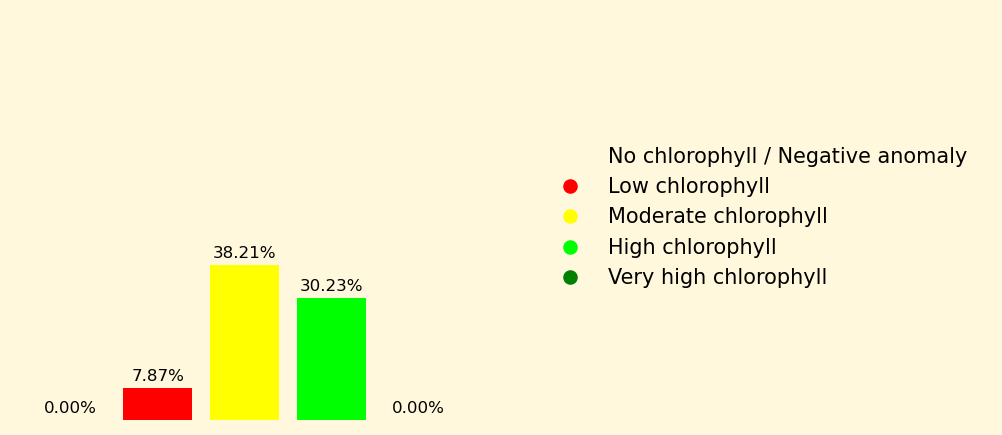 No chlorophyll / Negative anomaly
Low chlorophyll
Moderate chlorophyll
High chlorophyll
Very high chlorophyll
38.21%
30.23%
7.87%
0.00%
0.00%